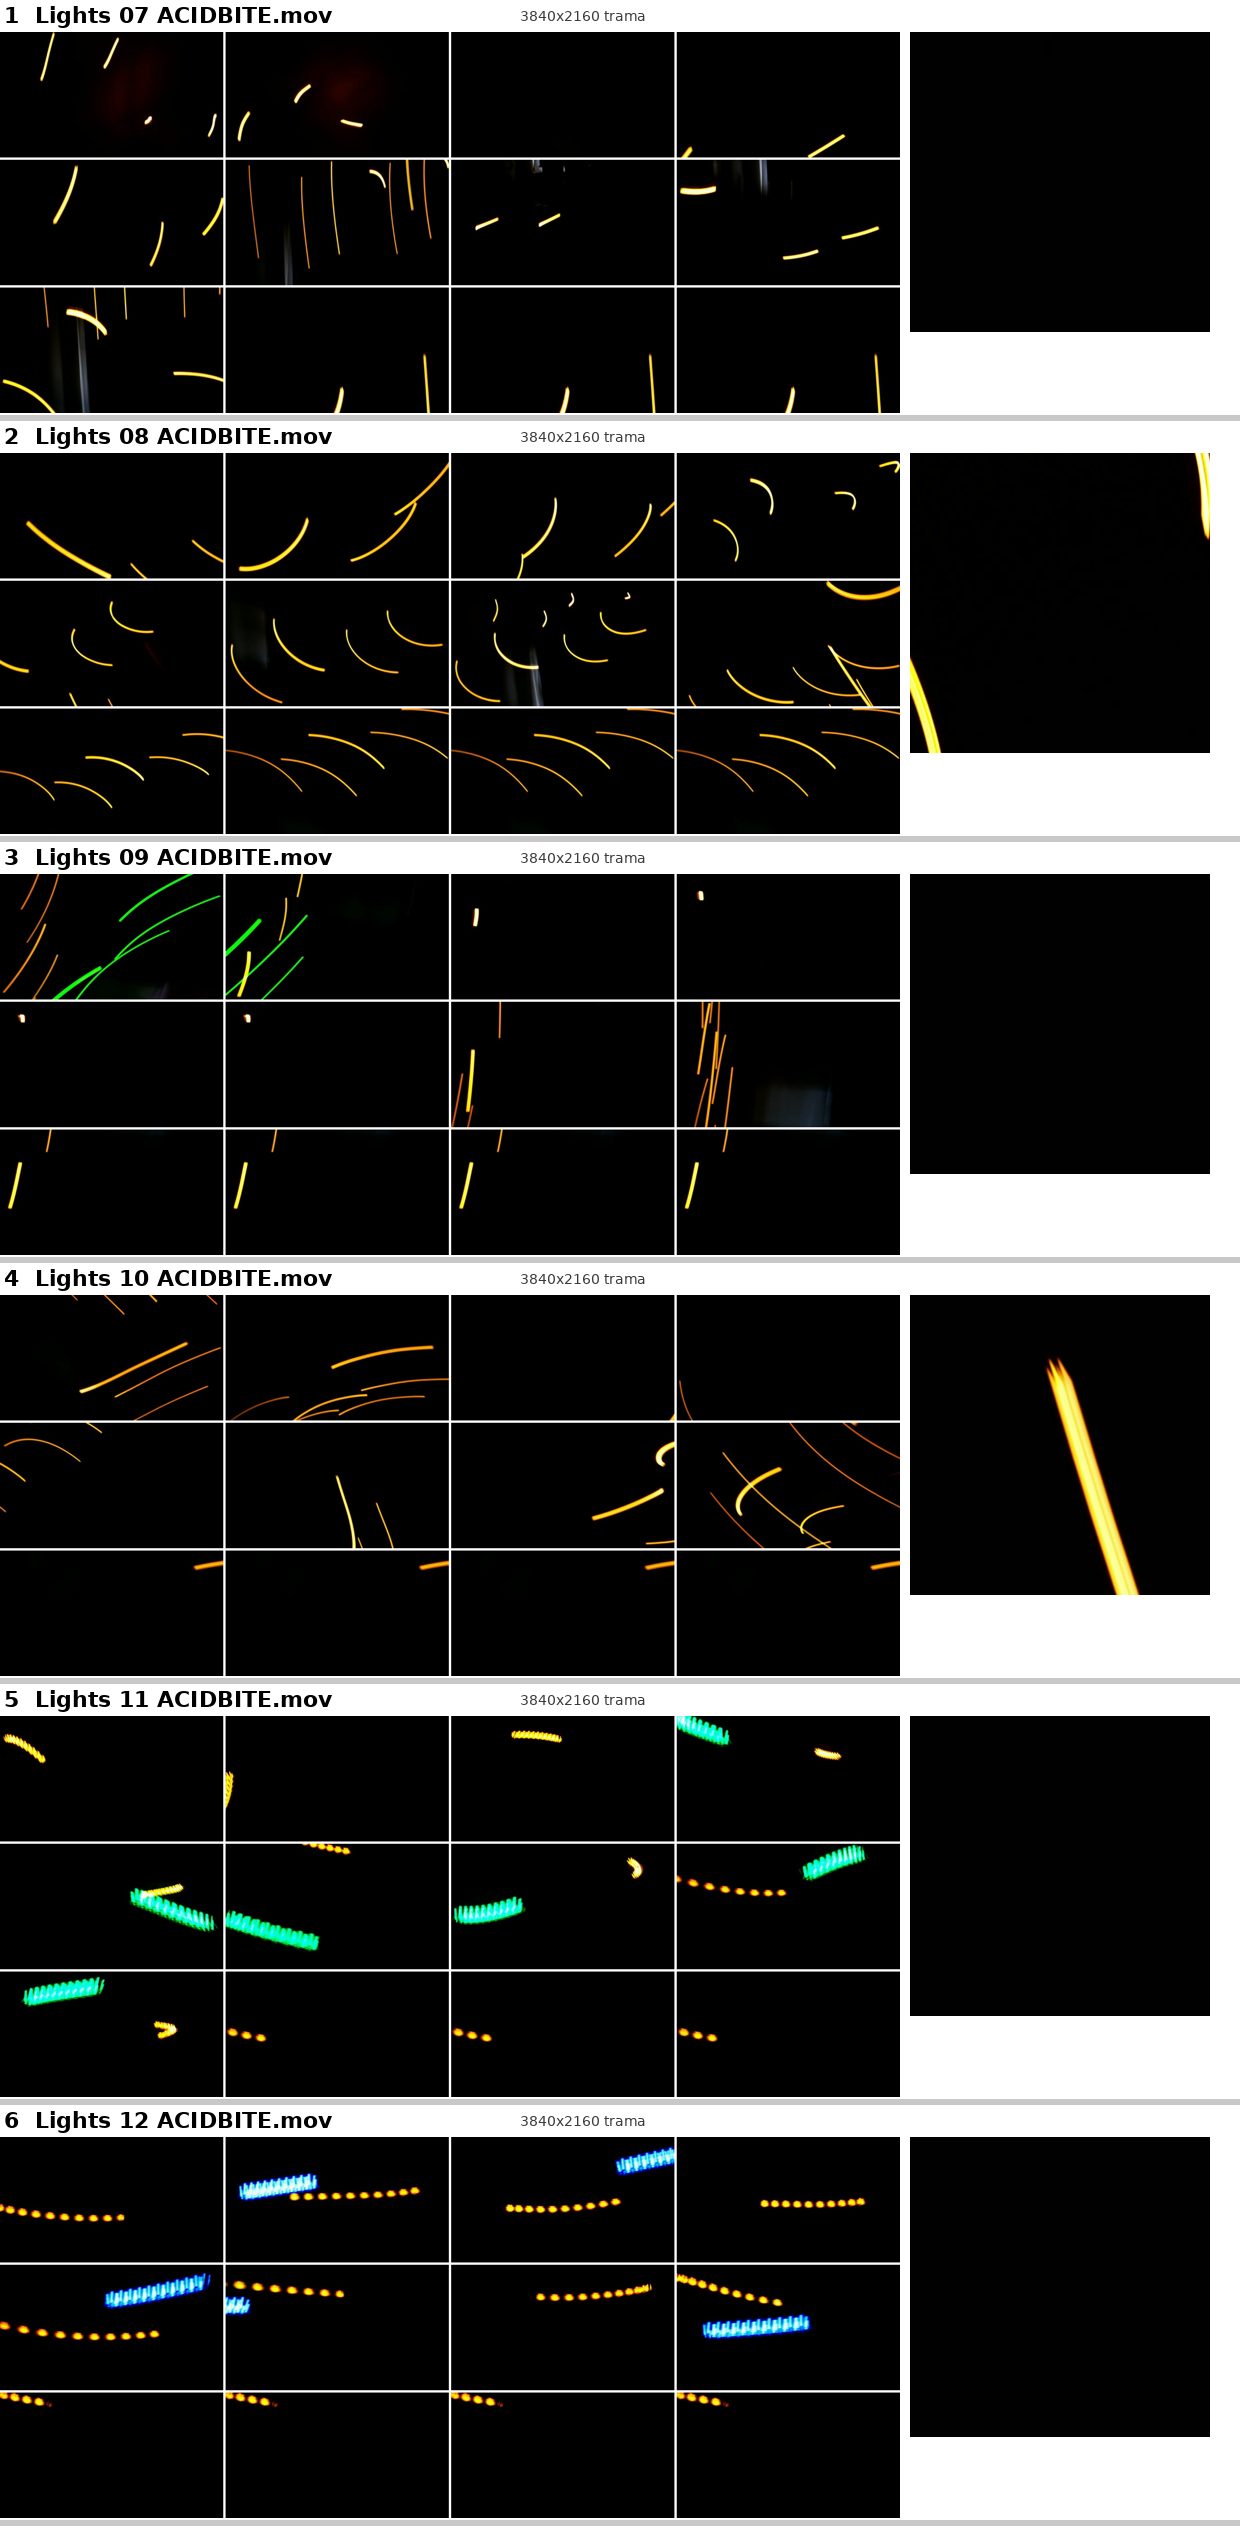 1 Lights 07 ACIDBITE.mov 3840x2160 trama
2 Lights 08 ACIDBITE.mov 3840x2160 trama
3 Lights 09 ACIDBITE.mov 3840x2160 trama
4 Lights 10 ACIDBITE.mov 3840x2160 trama
5 Lights 11 ACIDBITE.mov 3840x2160 trama
6 Lights 12 ACIDBITE.mov 3840x2160 trama